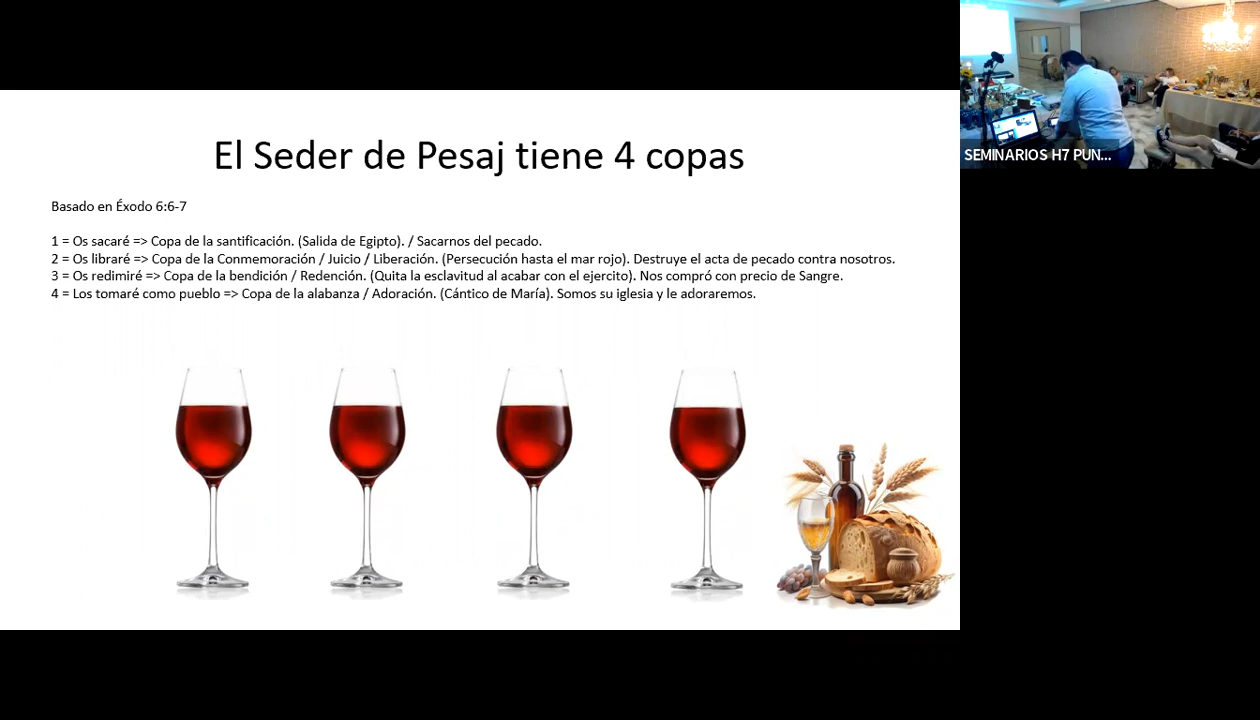 El Seder de Pesaj tiene 4 copas
Basado en Éxodo 6:6-7
1 = Os sacaré => Copa de la santificación. (Salida de Egipto). / Sacarnos del pecado.
2 = Os libraré => Copa de la Conmemoración / Juicio / Liberación. (Persecución hasta el mar rojo). Destruye el acta de pecado contra nosotros.
3 = Os redimiré => Copa de la bendición / Redención. (Quita la esclavitud al acabar con el ejercito). Nos compró con precio de Sangre.
4 = Los tomaré como pueblo => Copa de la alabanza / Adoración. (Cántico de María). Somos su iglesia y le adoraremos.
SEMINARIOS H7 PUN...